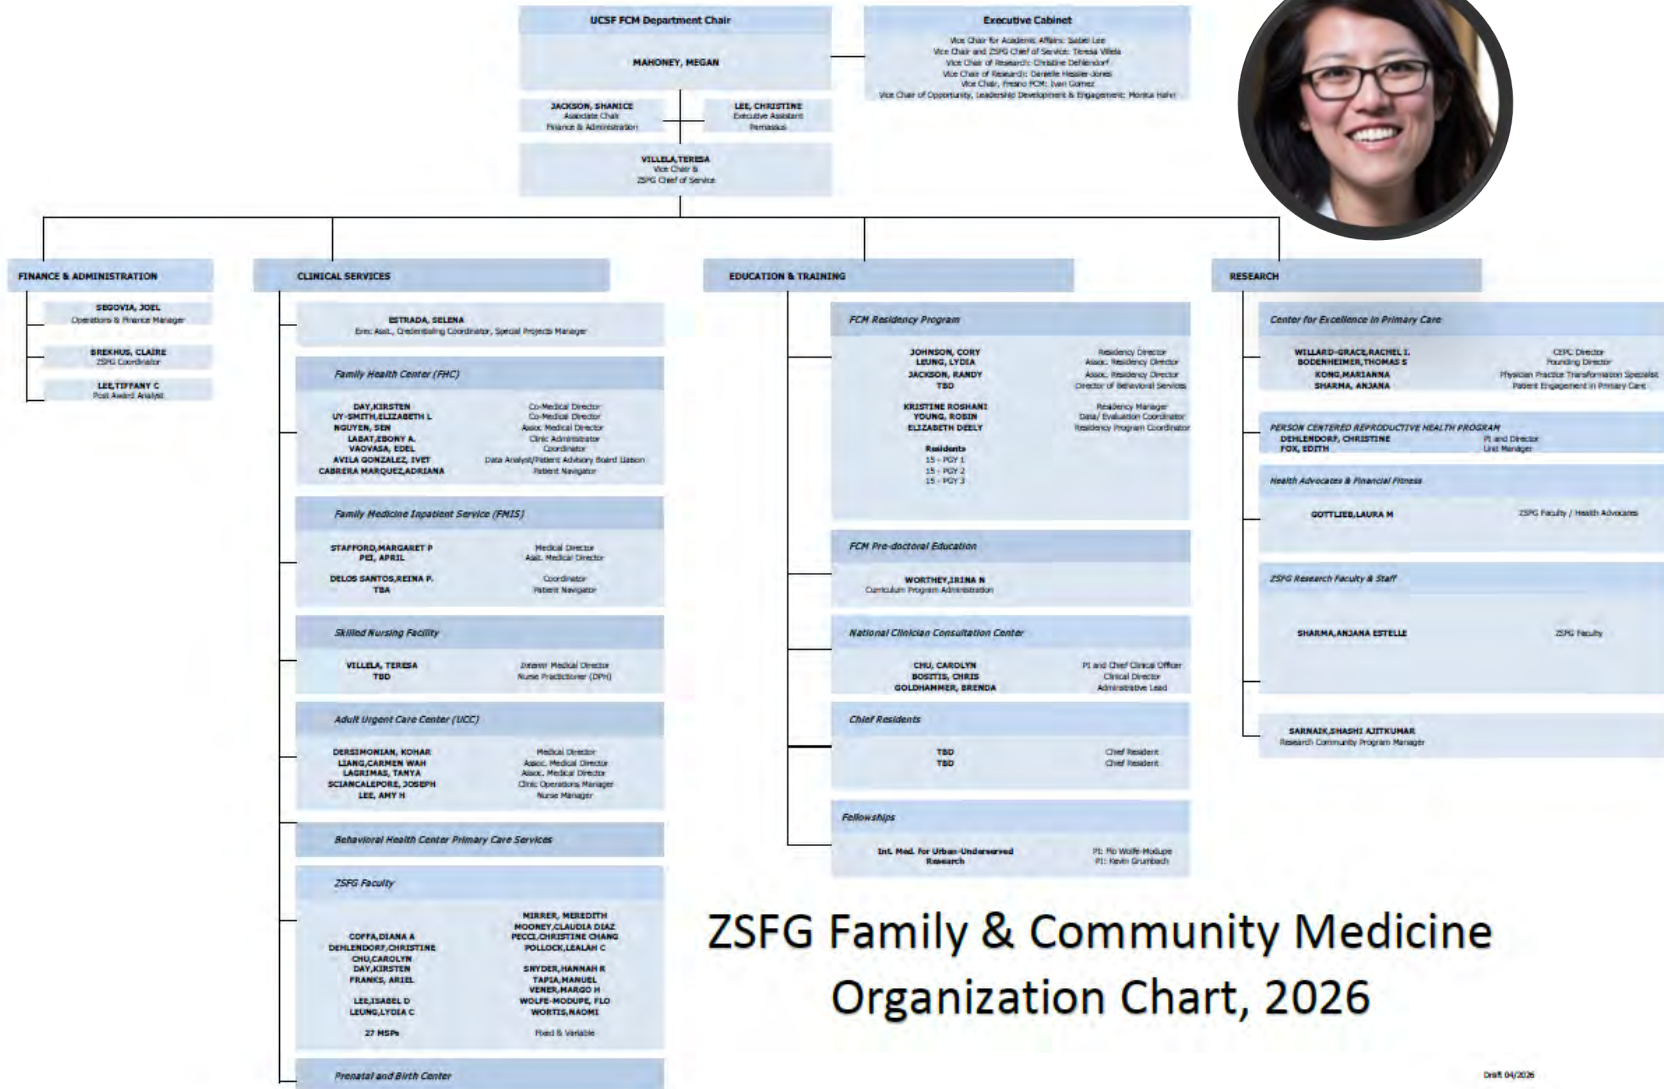 UCSF FCM Department Chair
MAHONEY, MEGAN
Executive Cabinet
Vice Chair for Academic Affairs: Isabel Lee
Vice Chair and ZSFG Chief of Service: Teresa Villela
Vice Chair of Research: Christine Dehlendorf
Vice Chair of Research: Danielle Hessler-Jones
Vice Chair, Fresno FCM: Ivan Gomez
Vice Chair of Opportunity, Leadership Development & Engagement: Monica Hahn
JACKSON, SHANICE
Associate Chair
Finance & Administration
LEE, CHRISTINE
Executive Assistant
Parnassus
VILLELA,TERESA
Vice Chair &
ZSFG Chief of Service
FINANCE & ADMINISTRATION
SEGOVIA, JOEL
Operations & Finance Manager
BREKHUS, CLAIRE
ZSFG Coordinator
LEE,TIFFANY C
Post Award Analyst
CLINICAL SERVICES
ESTRADA, SELENA
Exec Asst., Credentialing Coordinator, Special Projects Manager
Family Health Center (FHC)
DAY,KIRSTEN Co-Medical Director
UY-SMITH,ELIZABETH L Co-Medical Director
NGUYEN, SEN Assoc Medical Director
LABAT,EBONY A. Clinic Administrator
VAOVASA, EDEL Coordinator
AVILA GONZALEZ, IVET Data Analyst/Patient Advisory Board Liaison
CABRERA MARQUEZ,ADRIANA Patient Navigator
Family Medicine Inpatient Service (FMIS)
STAFFORD,MARGARET P Medical Director
PEI, APRIL Asst. Medical Director
DELOS SANTOS,REINA P. Coordinator
TBA Patient Navigator
Skilled Nursing Facility
VILLELA, TERESA Interim Medical Director
TBD Nurse Practictioner (DPH)
Adult Urgent Care Center (UCC)
DERSIMONIAN, KOHAR Medical Director
LIANG,CARMEN WAH Assoc. Medical Director
LAGRIMAS, TANYA Assoc. Medical Director
SCIANCALEPORE, JOSEPH Clinic Operations Manager
LEE, AMY H Nurse Manager
Behavioral Health Center Primary Care Services
ZSFG Faculty
MIRRER, MEREDITH
MOONEY,CLAUDIA DIAZ
COFFA,DIANA A PECCI,CHRISTINE CHANG
DEHLENDORF,CHRISTINE POLLOCK,LEALAH C
CHU,CAROLYN
DAY,KIRSTEN SNYDER,HANNAH R
FRANKS, ARIEL TAPIA,MANUEL
VENER,MARGO H
LEE,ISABEL D WOLFE-MODUPE, FLO
LEUNG,LYDIA C WORTIS,NAOMI
27 MSPs Fixed & Variable
Prenatal and Birth Center
EDUCATION & TRAINING
FCM Residency Program
JOHNSON, CORY Residency Director
LEUNG, LYDIA Assoc. Residency Director
JACKSON, RANDY Assoc. Residency Director
TBD Director of Behavioral Services
KRISTINE ROSHANI Residency Manager
YOUNG, ROBIN Data/ Evaluation Coordinator
ELIZABETH DEELY Residency Program Coordinator
Residents
15 - PGY 1
15 - PGY 2
15 - PGY 3
FCM Pre-doctoral Education
WORTHEY,IRINA N
Curriculum Program Administration
National Clinician Consultation Center
CHU, CAROLYN PI and Chief Clinical Officer
BOSITIS, CHRIS Clinical Director
GOLDHAMMER, BRENDA Administrative Lead
Chief Residents
TBD Chief Resident
TBD Chief Resident
Fellowships
Int. Med. for Urban-Underserved PI: Flo Wolfe-Modupe
Research PI: Kevin Grumbach
RESEARCH
Center for Excellence in Primary Care
WILLARD-GRACE,RACHEL I. CEPC Director
BODENHEIMER,THOMAS S Founding Director
KONG,MARIANNA Physician Practice Transformation Specialist
SHARMA, ANJANA Patient Engagement in Primary Care
PERSON CENTERED REPRODUCTIVE HEALTH PROGRAM
DEHLENDORF, CHRISTINE PI and Director
FOX, EDITH Unit Manager
Health Advocates & Financial Fitness
GOTTLIEB,LAURA M ZSFG Faculty / Health Advocates
ZSFG Research Faculty & Staff
SHARMA,ANJANA ESTELLE ZSFG Faculty
SARNAIK,SHASHI AJITKUMAR
Research Community Program Manager
ZSFG Family & Community Medicine
Organization Chart, 2026
Draft 04/2026